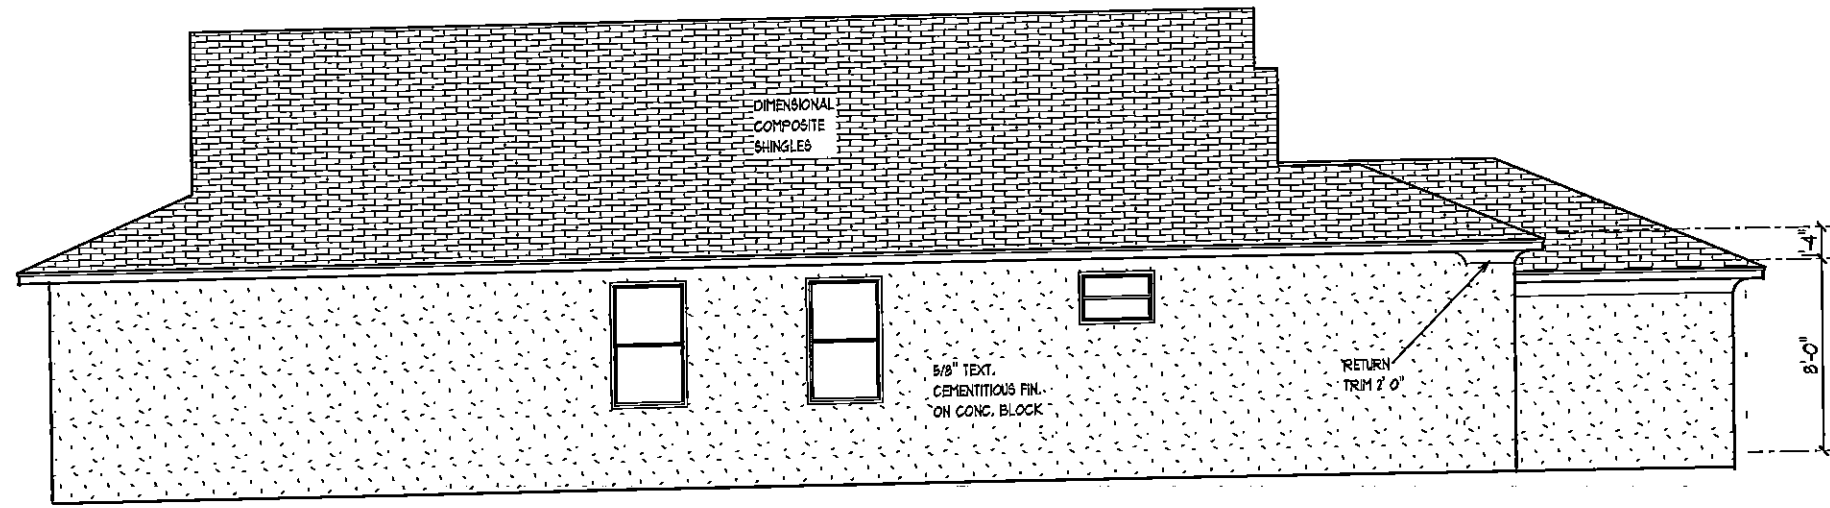 DIMENSIONAL
COMPOSITE
SHINGLES
1'-4"
8'-0"
5/8" TEXT.
CEMENTITIOUS FIN.
ON CONC. BLOCK
RETURN
TRIM 2' 0"